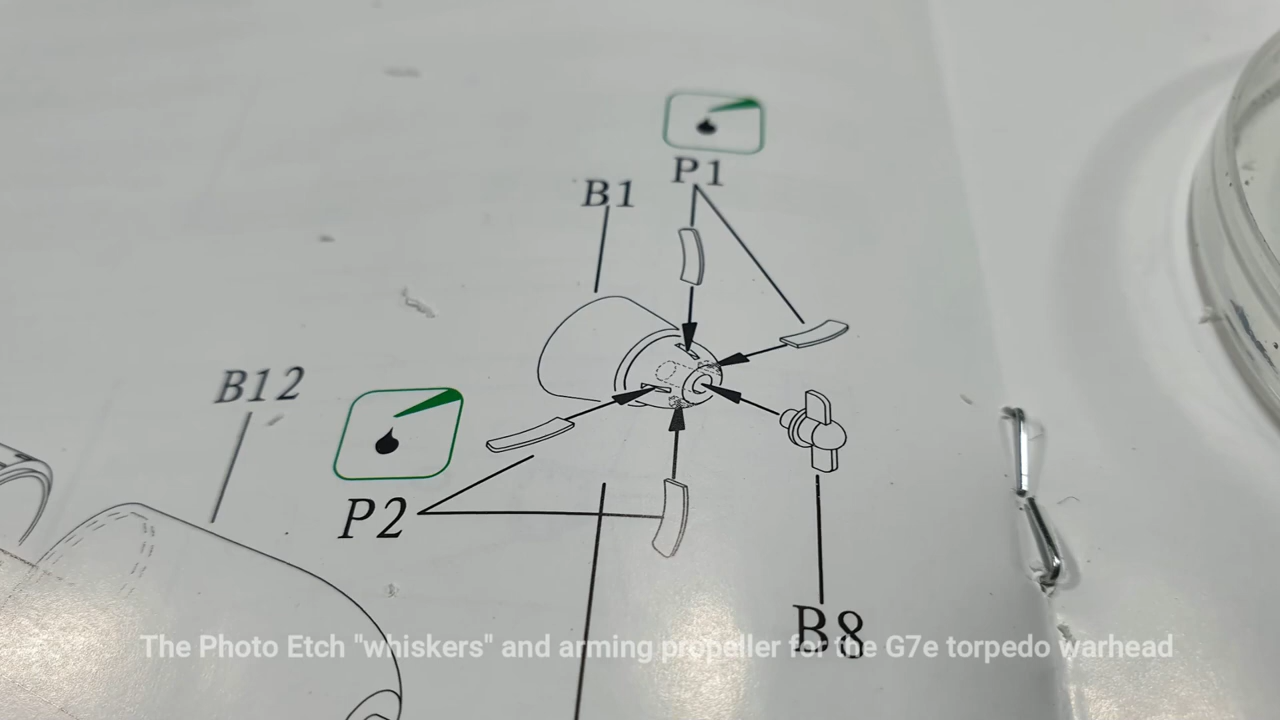 P1
B1
B12
P2
B8
The Photo Etch "whiskers" and arming propeller for the G7e torpedo warhead